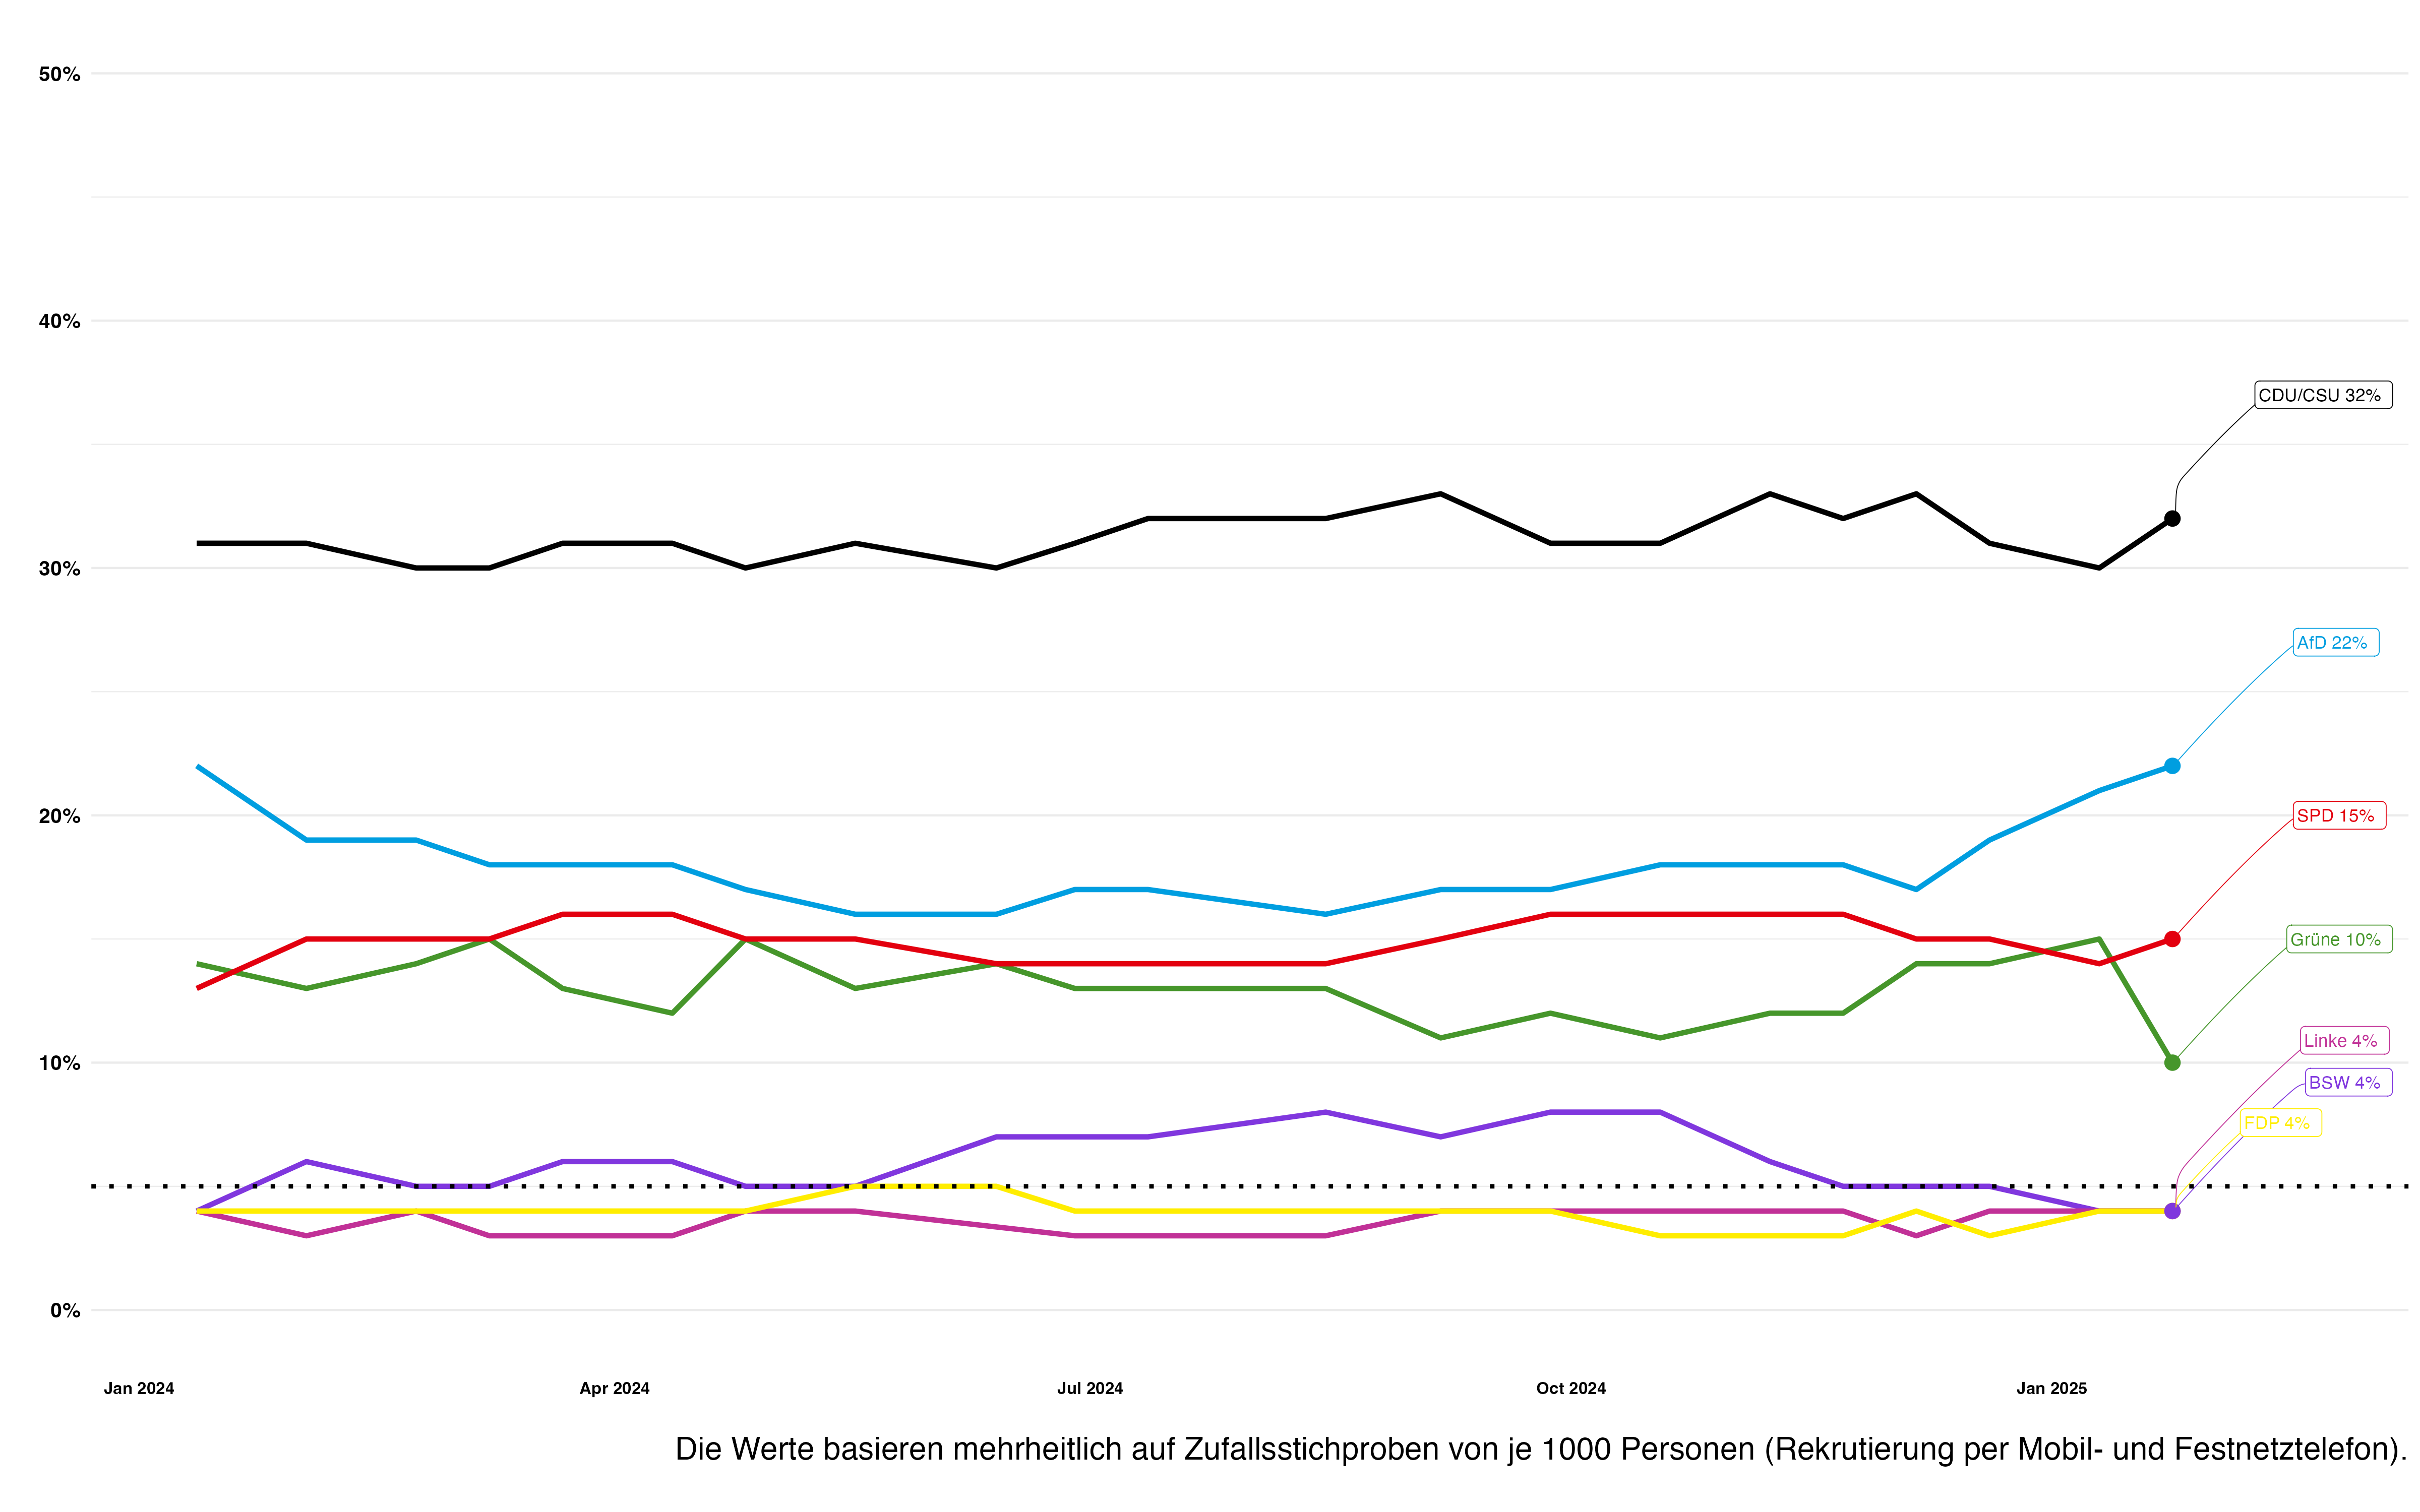 50%
40%
CDU/CSU 32%
30%
AfD 22%
20%
SPD 15%
Grüne 10%
10%
Linke 4%
BSW 4%
FDP 4%
0%
Jan 2024 Apr 2024 Jul 2024 Oct 2024 Jan 2025
Die Werte basieren mehrheitlich auf Zufallsstichproben von je 1000 Personen (Rekrutierung per Mobil- und Festnetztelefon).